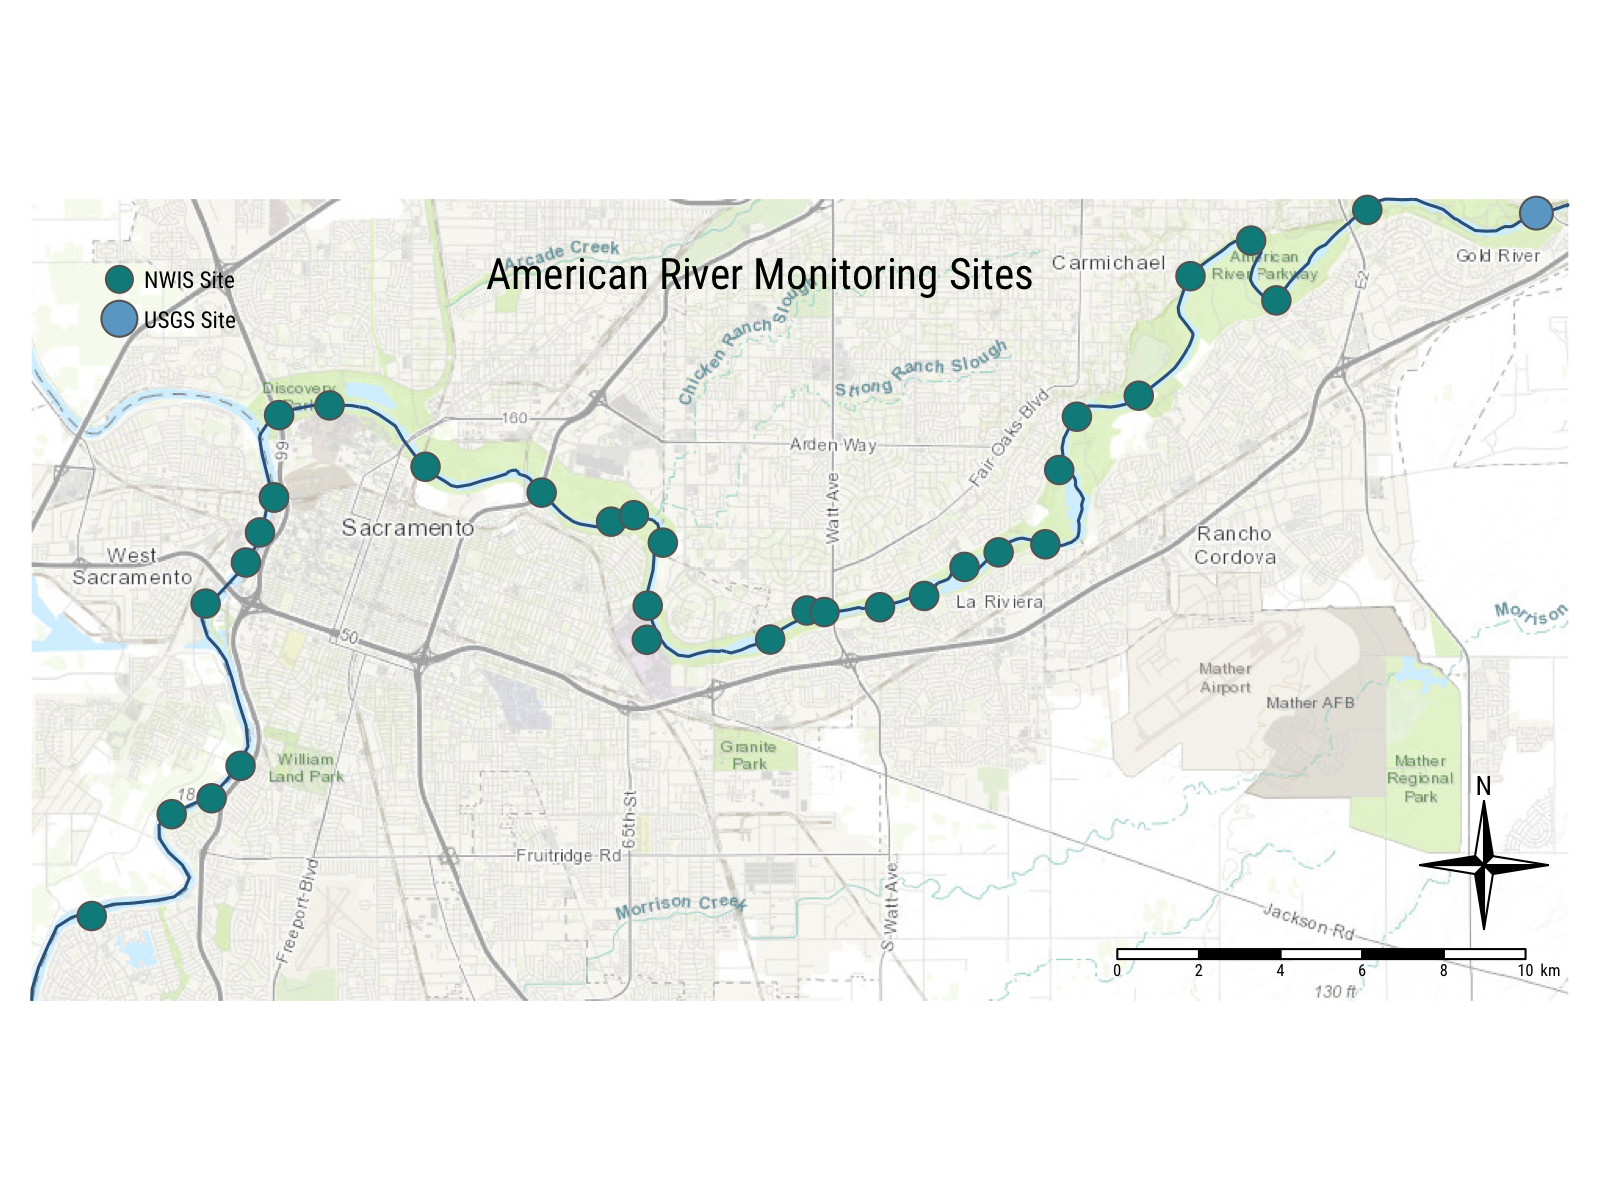 Arcade Creek
American River Monitoring Sites
Carmichael
American
River Parkway
Gold River
E2
NWIS Site
USGS Site
Chicken Ranch Slough
Strong Ranch Slough
Discovery
Park
160
Arden-Way
Fair-Oaks-Blvd
99
Watt-Ave
Sacramento
West
Sacramento
Rancho
Cordova
La Riviera
Morrison
50
Mather
Airport
Mather AFB
William
Land Park
Granite
Park
Mather
Regional
Park
N
18
65th-St
Fruitridge Rd
Freeport-Blvd
Morrison Creek
S-Watt-Ave
Jackson-Rd
0 2 4 6 8 10 km
130 ft